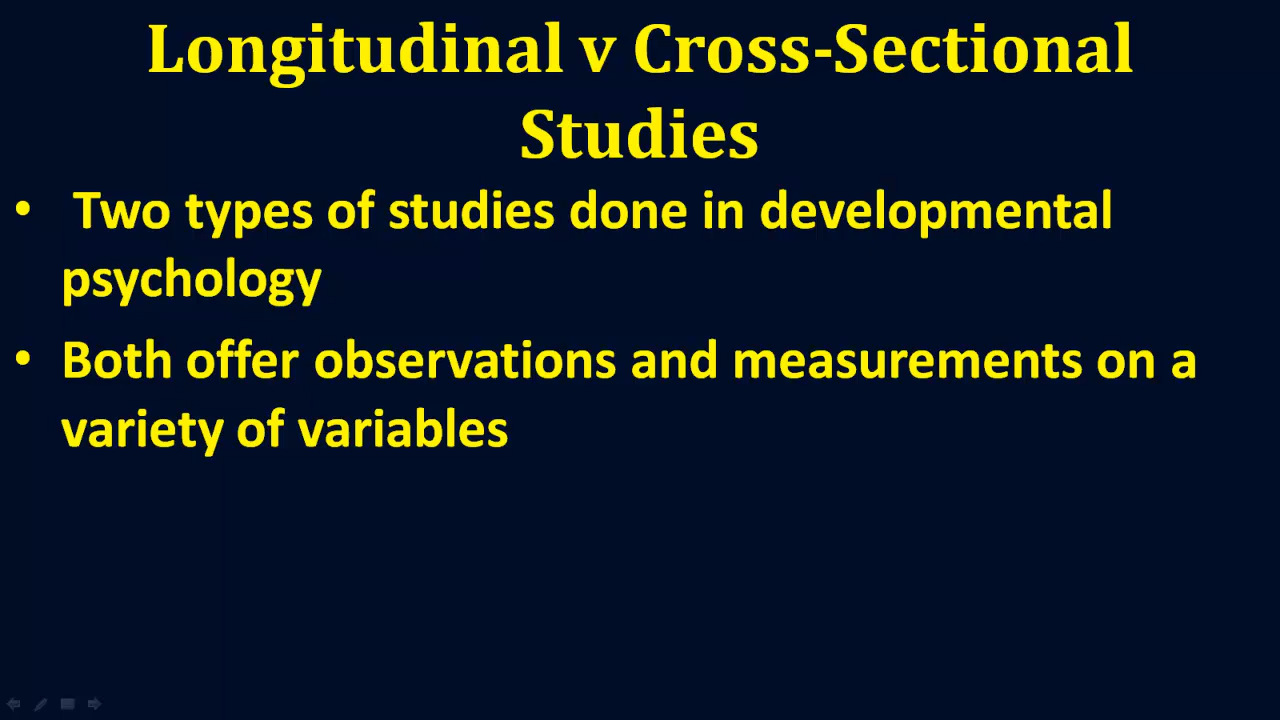 Longitudinal v Cross-Sectional
Studies
• Two types of studies done in developmental
psychology
• Both offer observations and measurements on a
variety of variables